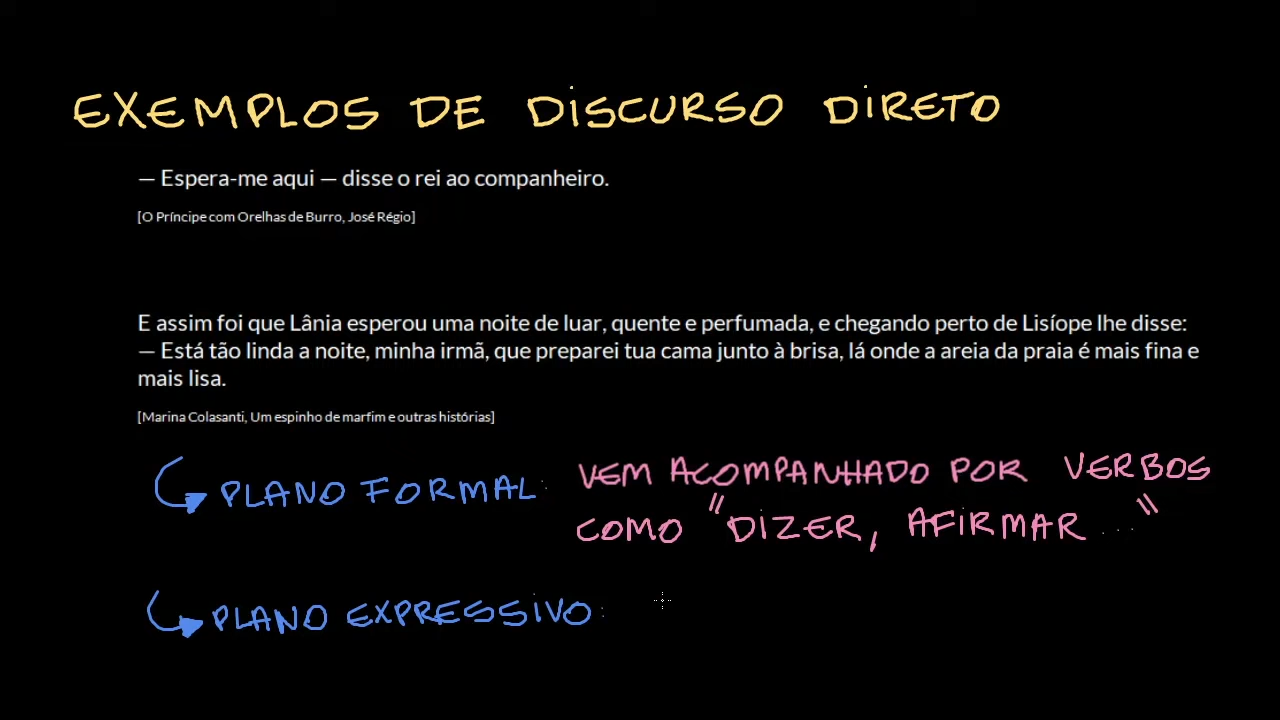 EXEMPLOS DE DISCURSO DIRETO
— Espera-me aqui — disse o rei ao companheiro.
[O Príncipe com Orelhas de Burro, José Régio]
E assim foi que Lânia esperou uma noite de luar, quente e perfumada, e chegando perto de Lisíope lhe disse:
— Está tão linda a noite, minha irmã, que preparei tua cama junto à brisa, lá onde a areia da praia é mais fina e
mais lisa.
[Marina Colasanti, Um espinho de marfim e outras histórias]
PLANO FORMAL: VEM ACOMPANHADO POR VERBOS
COMO "DIZER, AFIRMAR ..."
PLANO EXPRESSIVO: